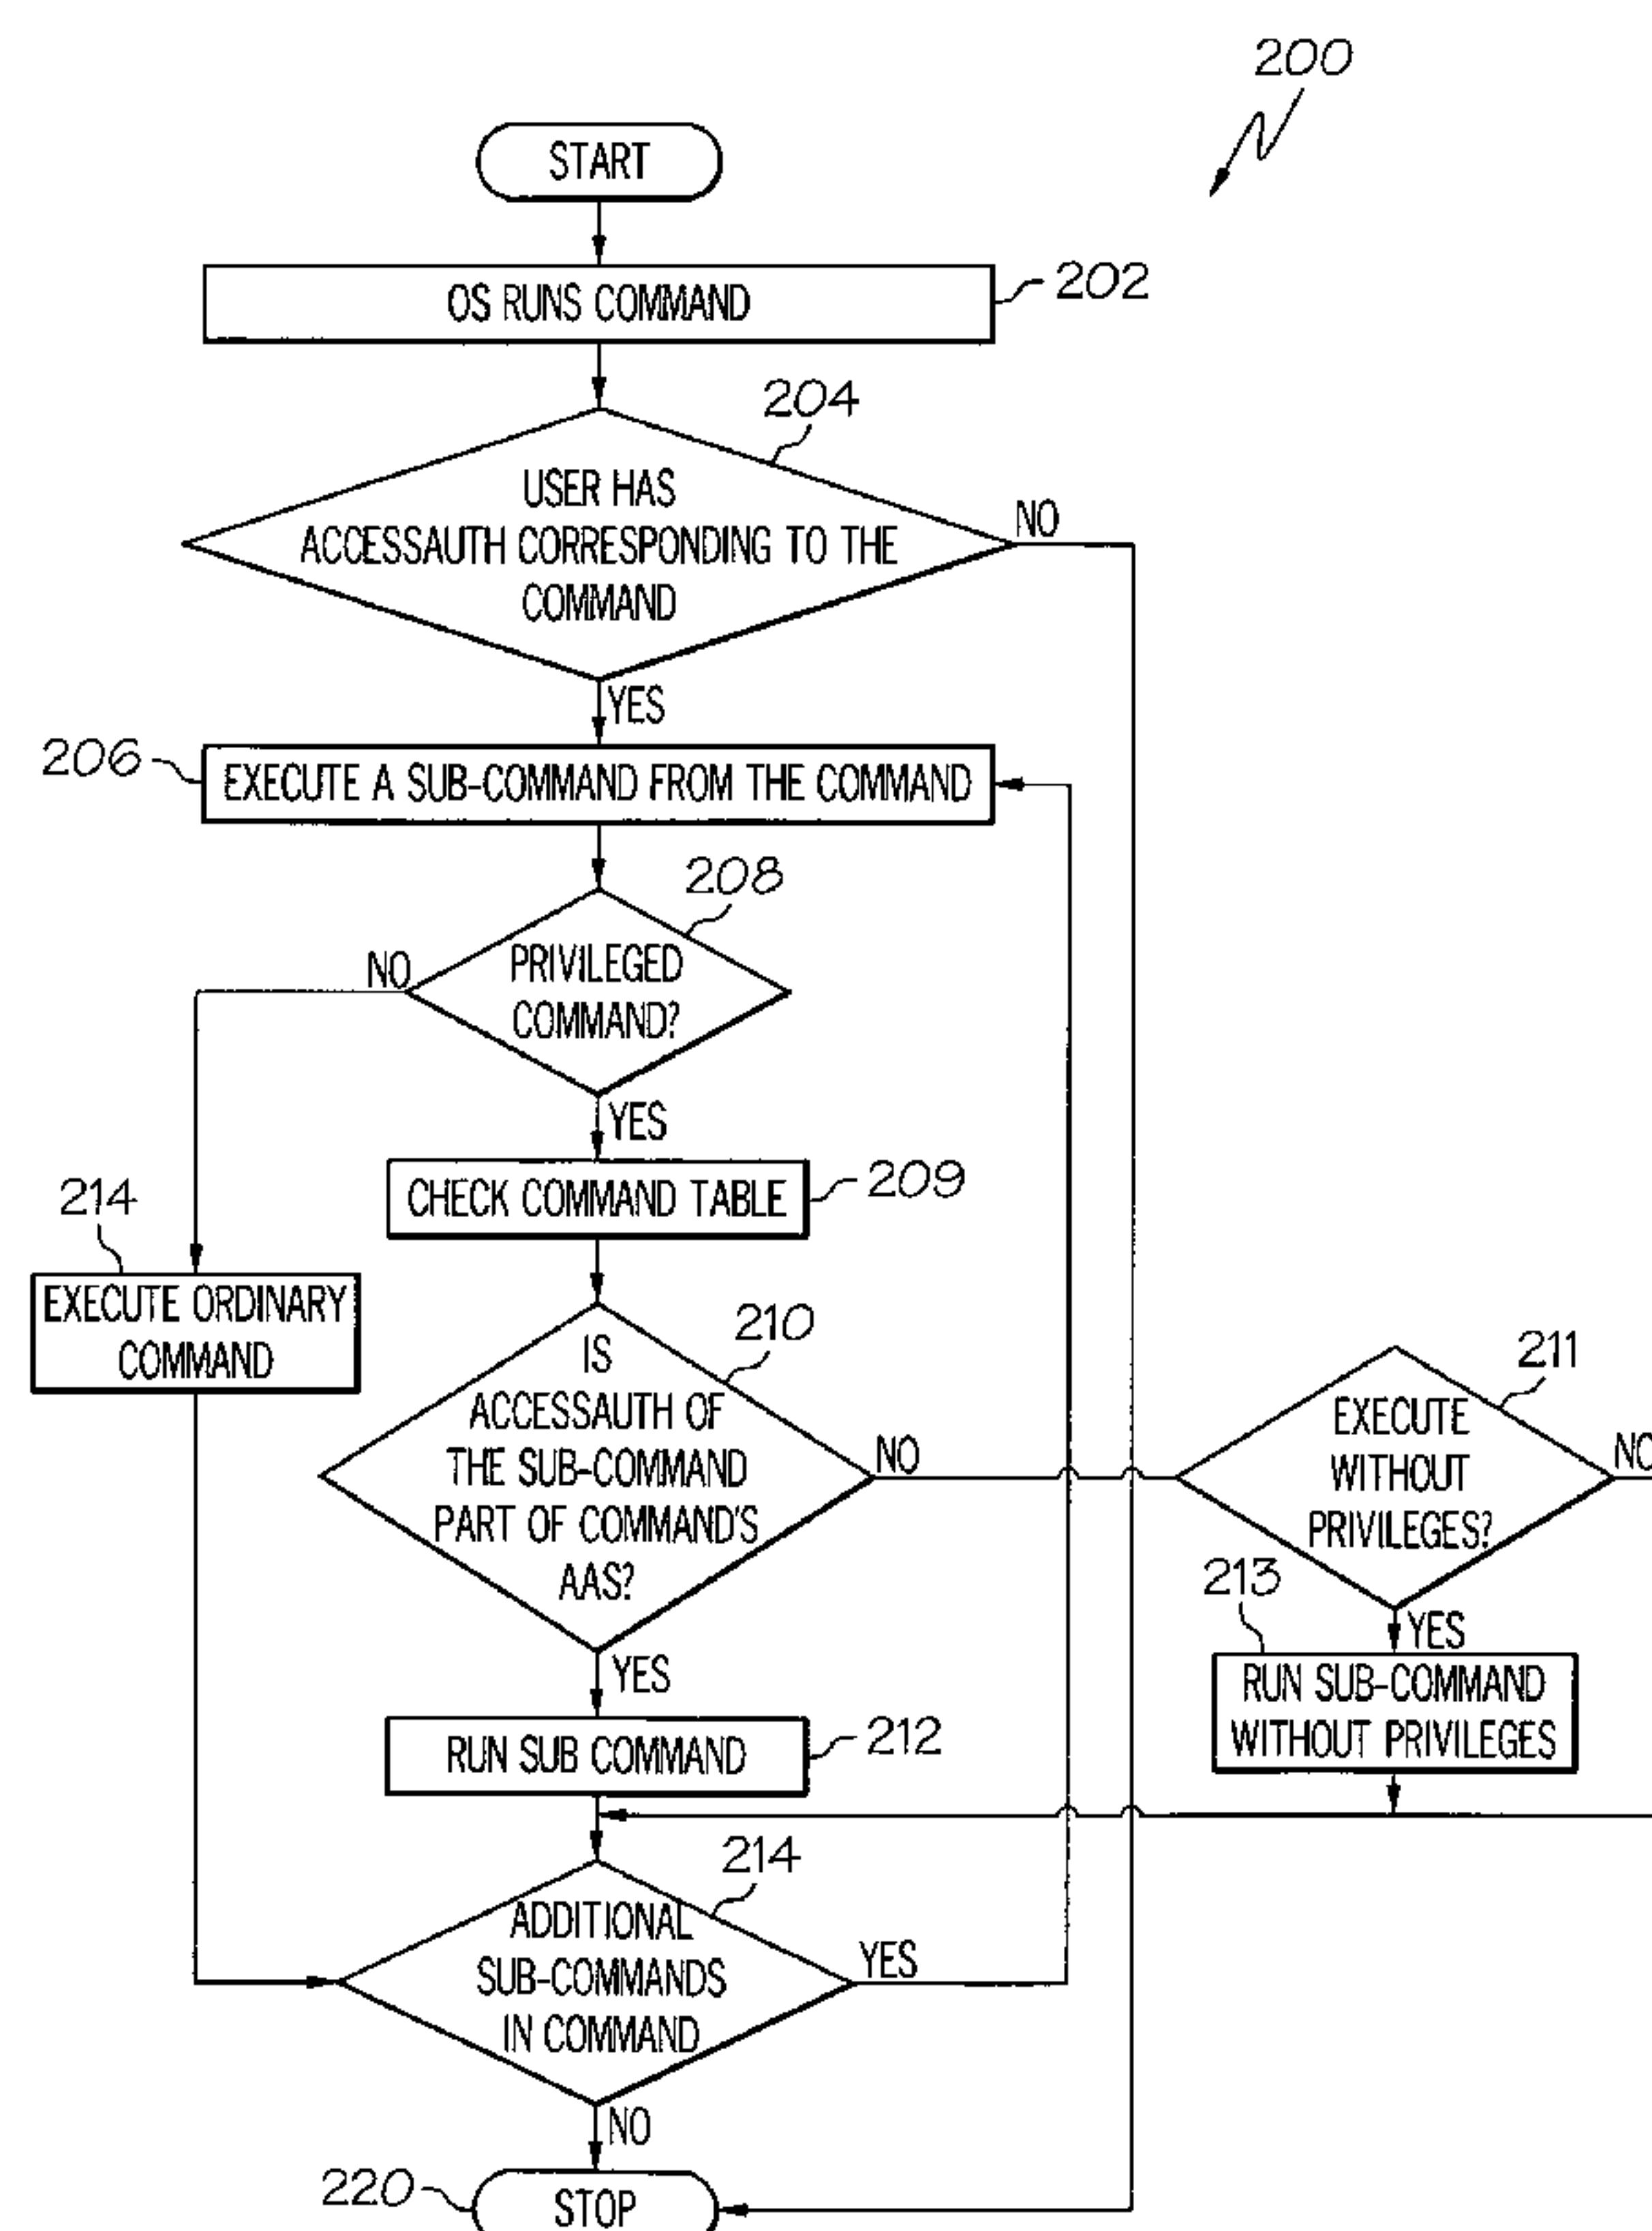 200
START
OS RUNS COMMAND
202
204
USER HAS
ACCESSAUTH CORRESPONDING TO THE
COMMAND
NO
YES
206
EXECUTE A SUB-COMMAND FROM THE COMMAND
208
PRIVILEGED
COMMAND?
NO
YES
CHECK COMMAND TABLE
209
214
EXECUTE ORDINARY
COMMAND
210
IS
ACCESSAUTH OF
THE SUB-COMMAND
PART OF COMMAND'S
AAS?
NO
YES
211
EXECUTE
WITHOUT
PRIVILEGES?
NO
YES
213
RUN SUB-COMMAND
WITHOUT PRIVILEGES
RUN SUB COMMAND
212
214
ADDITIONAL
SUB-COMMANDS
IN COMMAND
YES
NO
220
STOP